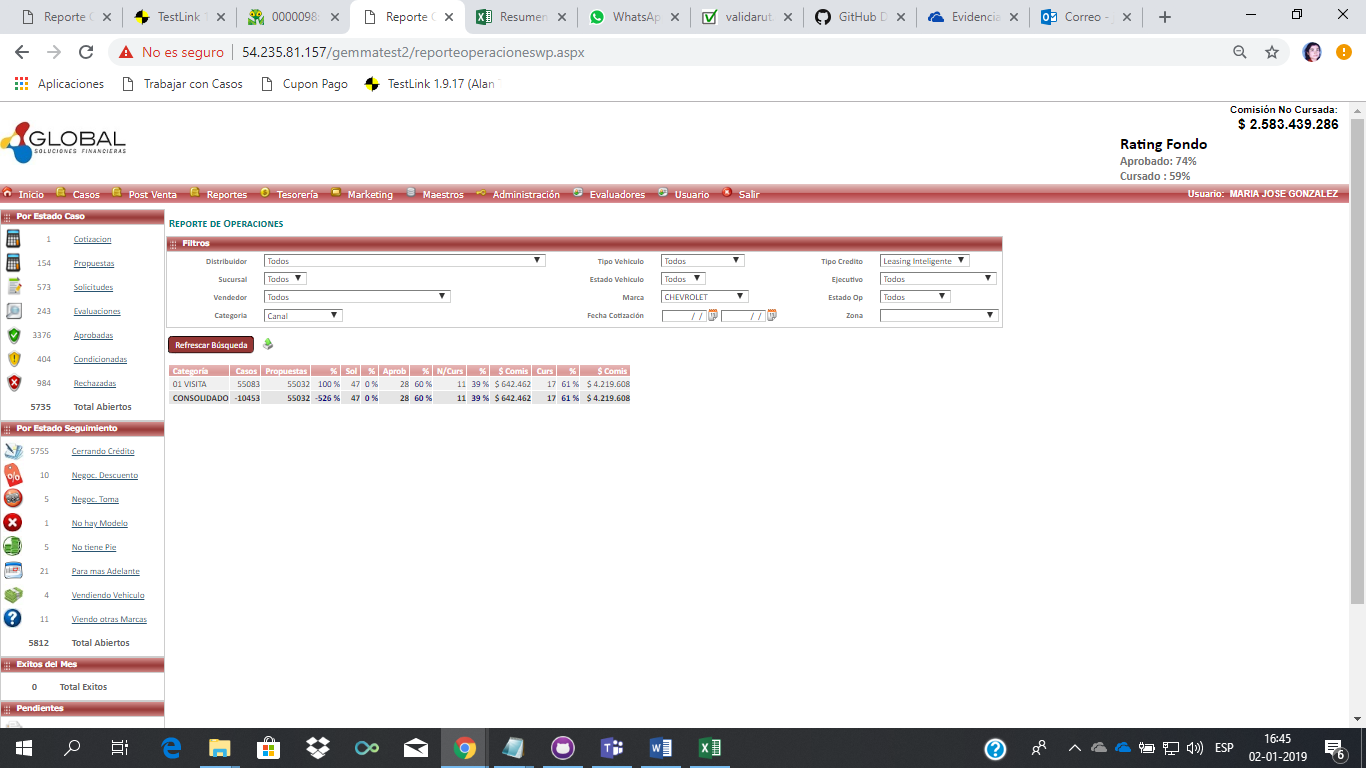 Reporte O
TestLink 1
0000098
Reporte O
Resumen
WhatsAp
validarut
GitHub D
Evidencia
Correo -
No es seguro | 54.235.81.157/gemmatest2/reporteoperacioneswp.aspx
Aplicaciones Trabajar con Casos Cupon Pago TestLink 1.9.17 (Alan
Comisión No Cursada:
$ 2.583.439.286
GLOBAL
SOLUCIONES FINANCIERAS
Rating Fondo
Aprobado: 74%
Cursado : 59%
Inicio Casos Post Venta Reportes Tesorería Marketing Maestros Administración Evaluadores Usuario Salir Usuario: MARIA JOSE GONZALEZ
Por Estado Caso
1 Cotizacion
154 Propuestas
573 Solicitudes
243 Evaluaciones
3376 Aprobadas
404 Condicionadas
984 Rechazadas
5735 Total Abiertos
Por Estado Seguimiento
5755 Cerrando Crédito
10 Negoc. Descuento
5 Negoc. Toma
1 No hay Modelo
5 No tiene Pie
21 Para mas Adelante
4 Vendiendo Vehículo
11 Viendo otras Marcas
5812 Total Abiertos
Exitos del Mes
0 Total Exitos
Pendientes
REPORTE DE OPERACIONES
Filtros
Distribuidor Todos Tipo Vehiculo Todos Tipo Credito Leasing Inteligente
Sucursal Todos Estado Vehiculo Todos Ejecutivo Todos
Vendedor Todos Marca CHEVROLET Estado Op Todos
Categoria Canal Fecha Cotización / / / / Zona
Refrescar Búsqueda
Categoría Casos Propuestas % Sol % Aprob % N/Curs % $ Comis Curs % $ Comis
01 VISITA 55083 55032 100 % 47 0 % 28 60 % 11 39 % $ 642.462 17 61 % $ 4.219.608
CONSOLIDADO -10453 55032 -526 % 47 0 % 28 60 % 11 39 % $ 642.462 17 61 % $ 4.219.608
ESP
16:45
02-01-2019
6